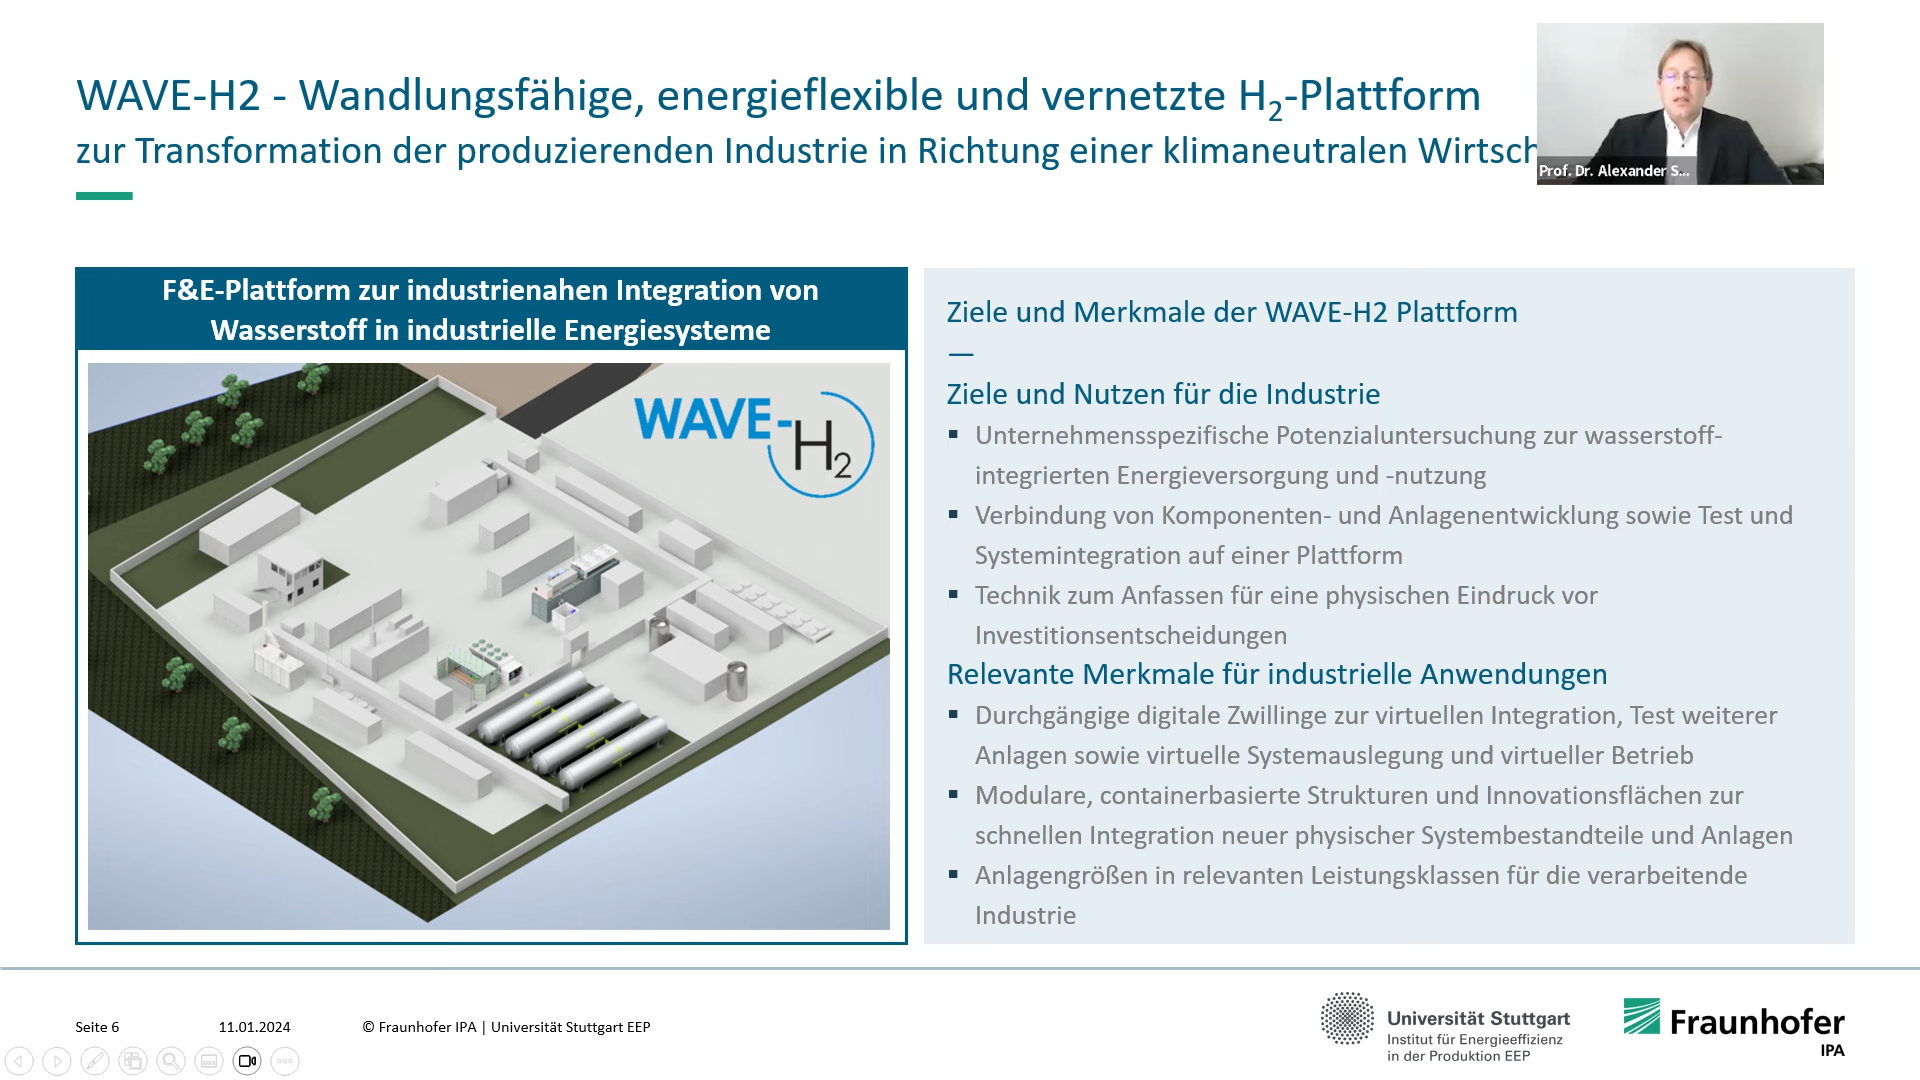 WAVE-H2 - Wandlungsfähige, energieflexible und vernetzte H2-Plattform
zur Transformation der produzierenden Industrie in Richtung einer klimaneutralen Wirtsch
Prof. Dr. Alexander S...
F&E-Plattform zur industrienahen Integration von
Wasserstoff in industrielle Energiesysteme
WAVE-H2
Ziele und Merkmale der WAVE-H2 Plattform
—
Ziele und Nutzen für die Industrie
▪ Unternehmensspezifische Potenzialuntersuchung zur wasserstoff-
integrierten Energieversorgung und -nutzung
▪ Verbindung von Komponenten- und Anlagenentwicklung sowie Test und
Systemintegration auf einer Plattform
▪ Technik zum Anfassen für eine physischen Eindruck vor
Investitionsentscheidungen
Relevante Merkmale für industrielle Anwendungen
▪ Durchgängige digitale Zwillinge zur virtuellen Integration, Test weiterer
Anlagen sowie virtuelle Systemauslegung und virtueller Betrieb
▪ Modulare, containerbasierte Strukturen und Innovationsflächen zur
schnellen Integration neuer physischer Systembestandteile und Anlagen
▪ Anlagengrößen in relevanten Leistungsklassen für die verarbeitende
Industrie
Seite 6
11.01.2024
© Fraunhofer IPA | Universität Stuttgart EEP
Universität Stuttgart
Institut für Energieeffizienz
in der Produktion EEP
Fraunhofer
IPA